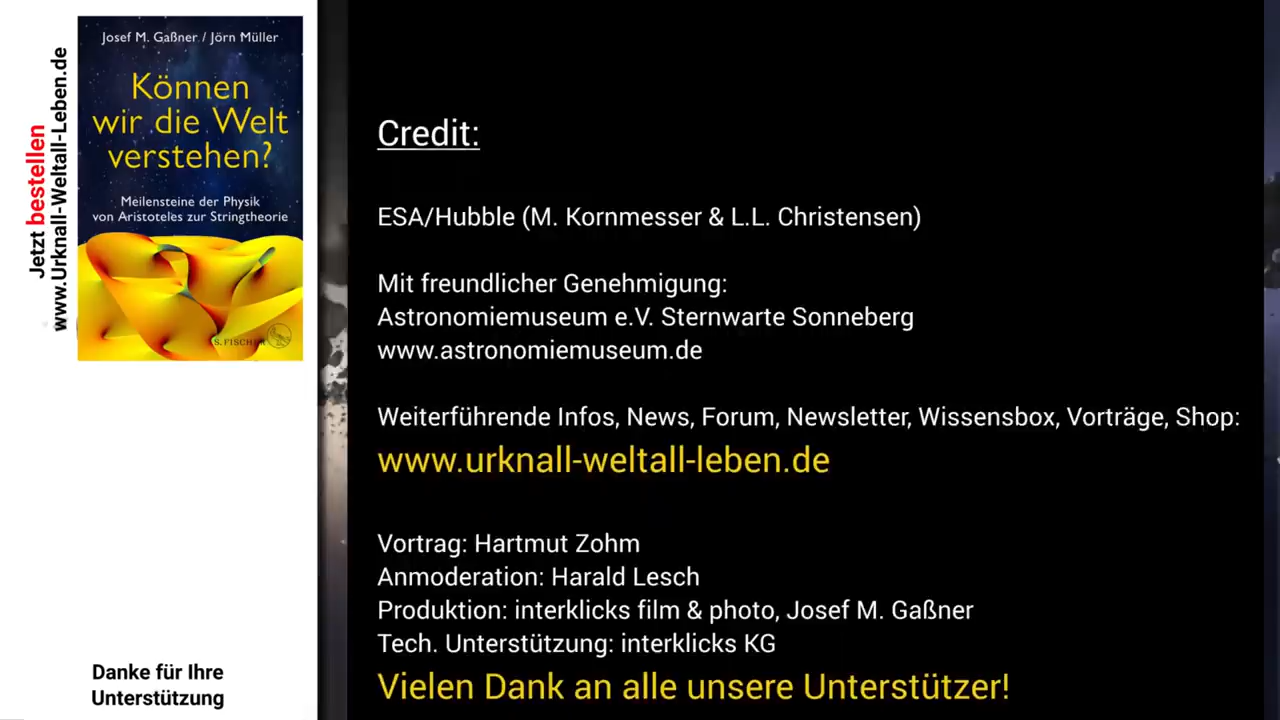 Jetzt bestellen
www.Urknall-Weltall-Leben.de
Josef M. Gaßner / Jörn Müller
Können
wir die Welt
verstehen?
Meilensteine der Physik
von Aristoteles zur Stringtheorie
S. FISCHER
Danke für Ihre
Unterstützung
Credit:
ESA/Hubble (M. Kornmesser & L.L. Christensen)
Mit freundlicher Genehmigung:
Astronomiemuseum e.V. Sternwarte Sonneberg
www.astronomiemuseum.de
Weiterführende Infos, News, Forum, Newsletter, Wissensbox, Vorträge, Shop:
www.urknall-weltall-leben.de
Vortrag: Hartmut Zohm
Anmoderation: Harald Lesch
Produktion: interklicks film & photo, Josef M. Gaßner
Tech. Unterstützung: interklicks KG
Vielen Dank an alle unsere Unterstützer!